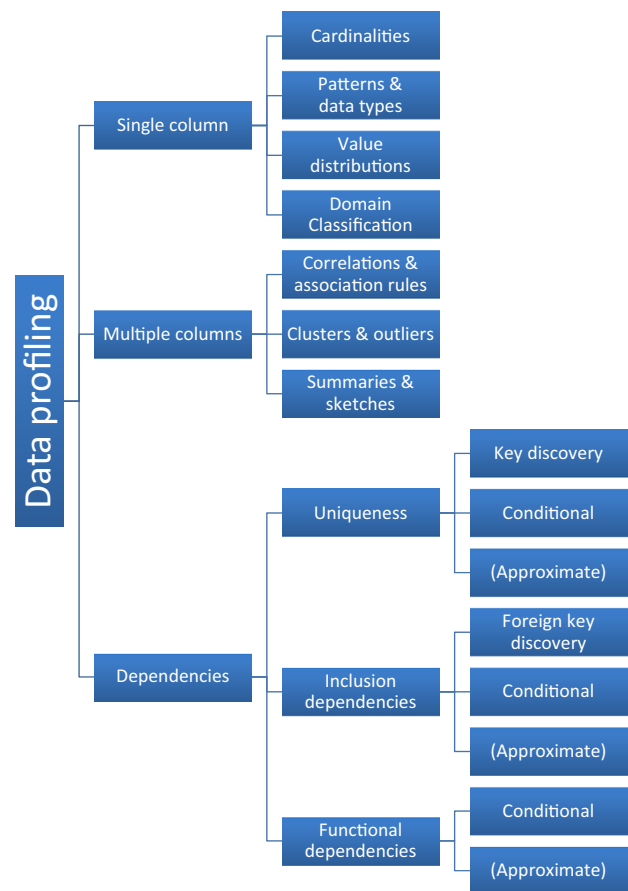 Data profiling
Single column
Cardinalities
Patterns &
data types
Value
distributions
Domain
Classification
Multiple columns
Correlations &
association rules
Clusters & outliers
Summaries &
sketches
Dependencies
Uniqueness
Key discovery
Conditional
(Approximate)
Inclusion
dependencies
Foreign key
discovery
Conditional
(Approximate)
Functional
dependencies
Conditional
(Approximate)